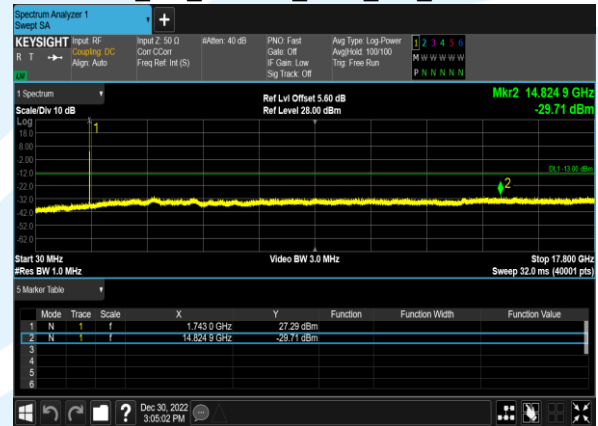 Spectrum Analyzer 1
Swept SA
+
KEYSIGHT Input: RF Input Z: 50 Ω #Atten: 40 dB PNO: Fast Avg Type: Log-Power 1 2 3 4 5 6
R T Coupling: DC Corr CCorr Gate: Off Avg|Hold: 100/100 M W W W W W
Align: Auto Freq Ref: Int (S) IF Gain: Low Trig: Free Run P N N N N N
Sig Track: Off
1 Spectrum Ref Lvl Offset 5.60 dB Mkr2 14.824 9 GHz
Scale/Div 10 dB Ref Level 28.00 dBm -29.71 dBm
Log
1
18.0
8.00
-2.00
DL1 -13.00 dBm
-12.0
2
-22.0
-32.0
-42.0
-52.0
-62.0
Start 30 MHz Video BW 3.0 MHz Stop 17.800 GHz
#Res BW 1.0 MHz Sweep 32.0 ms (40001 pts)
5 Marker Table
Mode Trace Scale X Y Function Function Width Function Value
1 N 1 f 1.743 0 GHz 27.29 dBm
2 N 1 f 14.824 9 GHz -29.71 dBm
3
4
5
6
? Dec 30, 2022
3:05:02 PM